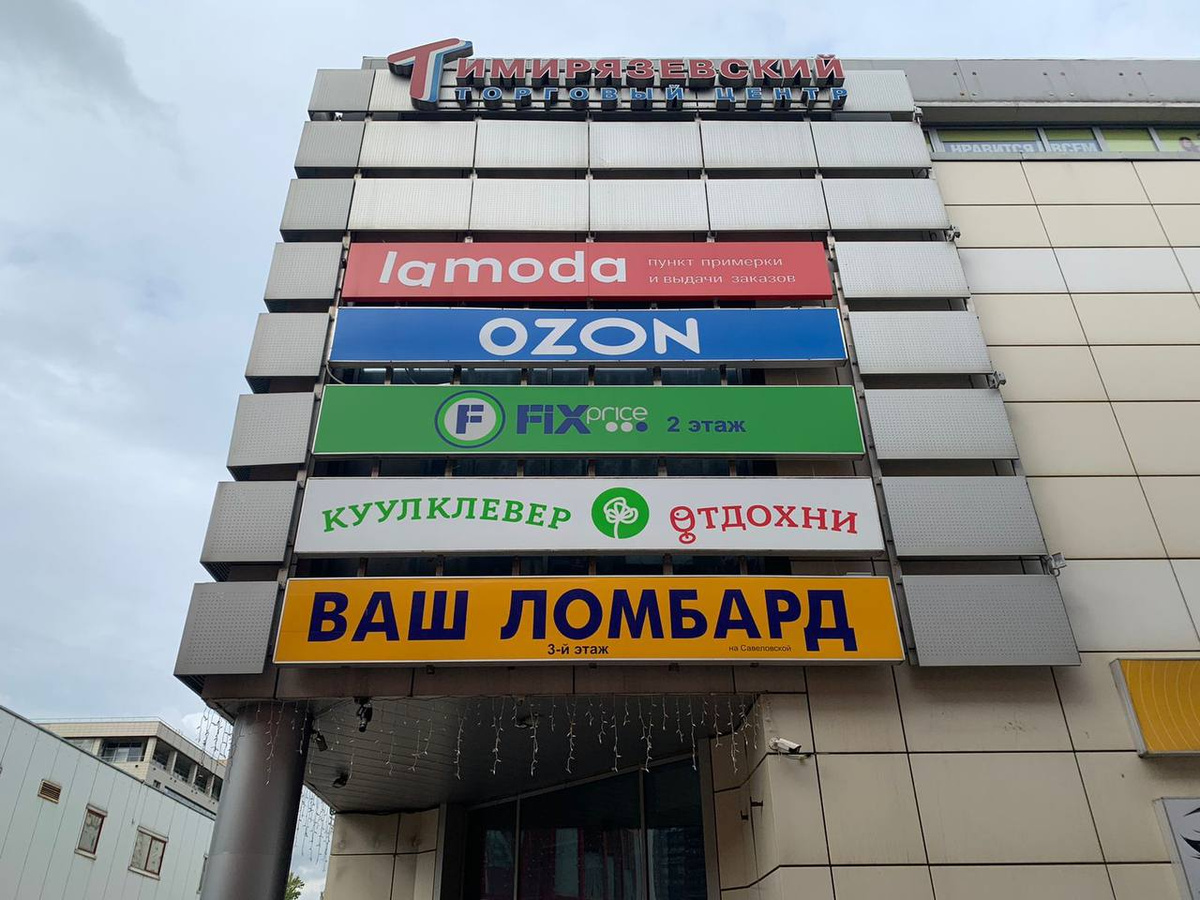 Тимирязевский
ТОРГОВЫЙ ЦЕНТР
НРАВИТСЯ ВСЕМ
lamoda пункт примерки
и выдачи заказов
OZON
F FIX price 2 этаж
КУУЛКЛЕВЕР ОТДОХНИ
ВАШ ЛОМБАРД
3-й этаж
на Савеловской